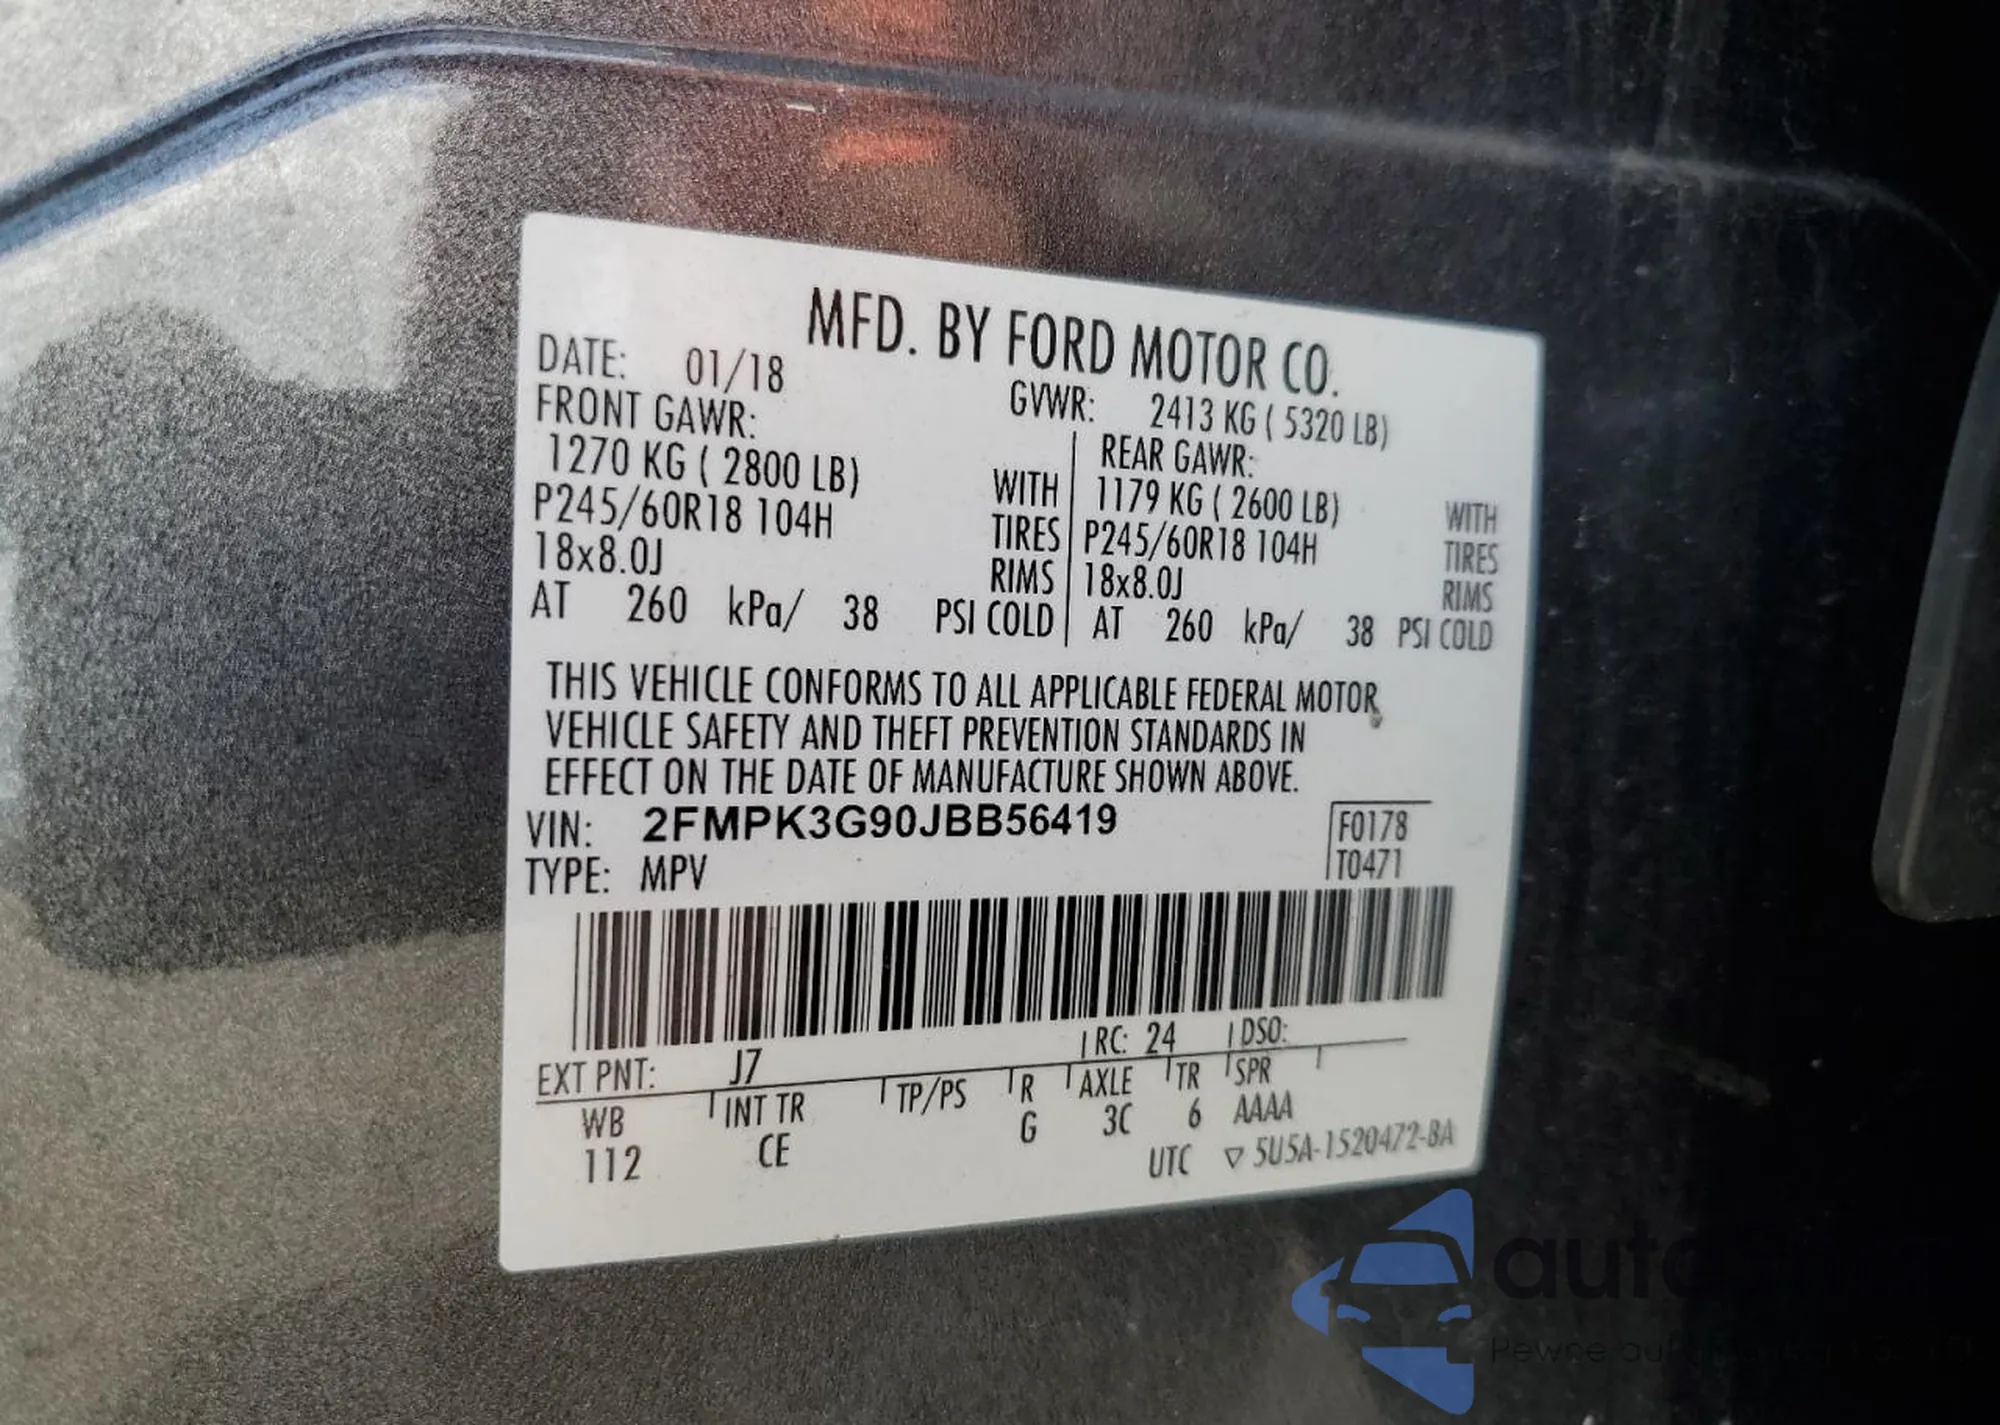 MFD. BY FORD MOTOR CO.
DATE: 01/18
GVWR: 2413 KG ( 5320 LB)
FRONT GAWR:
1270 KG ( 2800 LB) WITH
P245/60R18 104H TIRES
18x8.0J RIMS
AT 260 kPa/ 38 PSI COLD
REAR GAWR:
1179 KG ( 2600 LB) WITH
P245/60R18 104H TIRES
18x8.0J RIMS
AT 260 kPa/ 38 PSI COLD
THIS VEHICLE CONFORMS TO ALL APPLICABLE FEDERAL MOTOR
VEHICLE SAFETY AND THEFT PREVENTION STANDARDS IN
EFFECT ON THE DATE OF MANUFACTURE SHOWN ABOVE.
VIN: 2FMPK3G90JBB56419
TYPE: MPV
F0178
T0471
EXT PNT: J7 RC: 24 DSO:
WB INT TR TP/PS R AXLE TR SPR
112 CE G 3C 6 AAAA
UTC ▽ 5U5A-1520472-BA
Pewne